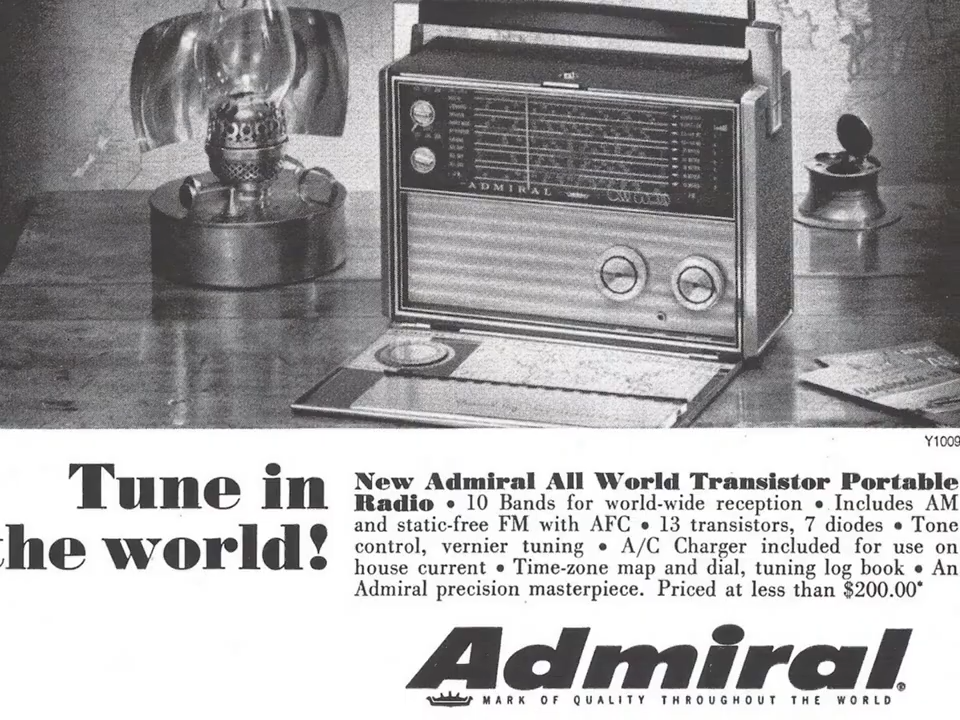 ADMIRAL
Y1009
Tune in
the world!
New Admiral All World Transistor Portable
Radio • 10 Bands for world-wide reception • Includes AM
and static-free FM with AFC • 13 transistors, 7 diodes • Tone
control, vernier tuning • A/C Charger included for use on
house current • Time-zone map and dial, tuning log book • An
Admiral precision masterpiece. Priced at less than $200.00*
Admiral®
MARK OF QUALITY THROUGHOUT THE WORLD